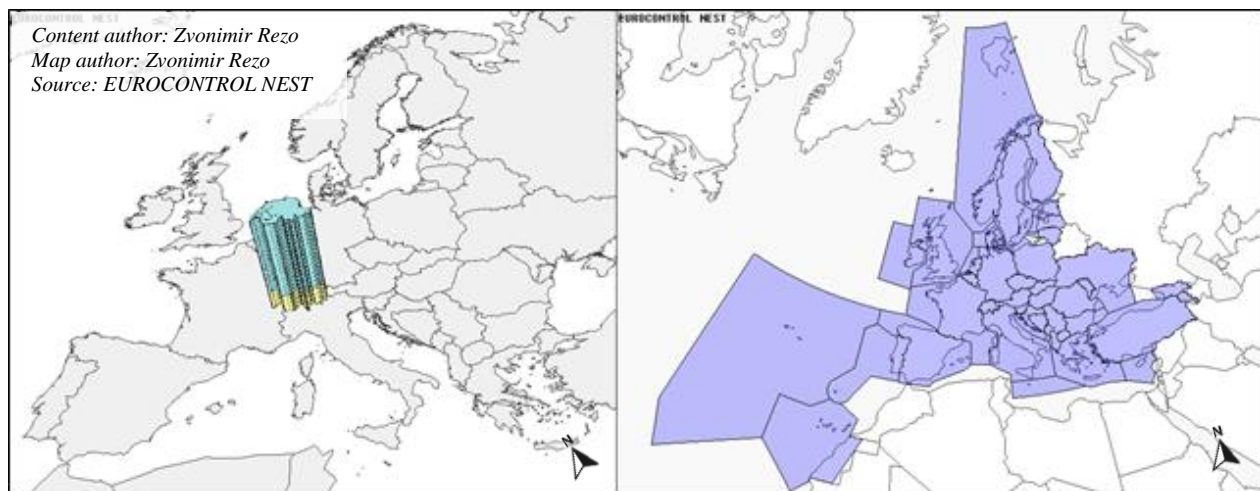 EUROCONTROL NEST
Content author: Zvonimir Rezo
Map author: Zvonimir Rezo
Source: EUROCONTROL NEST
N
EUROCONTROL NEST
N